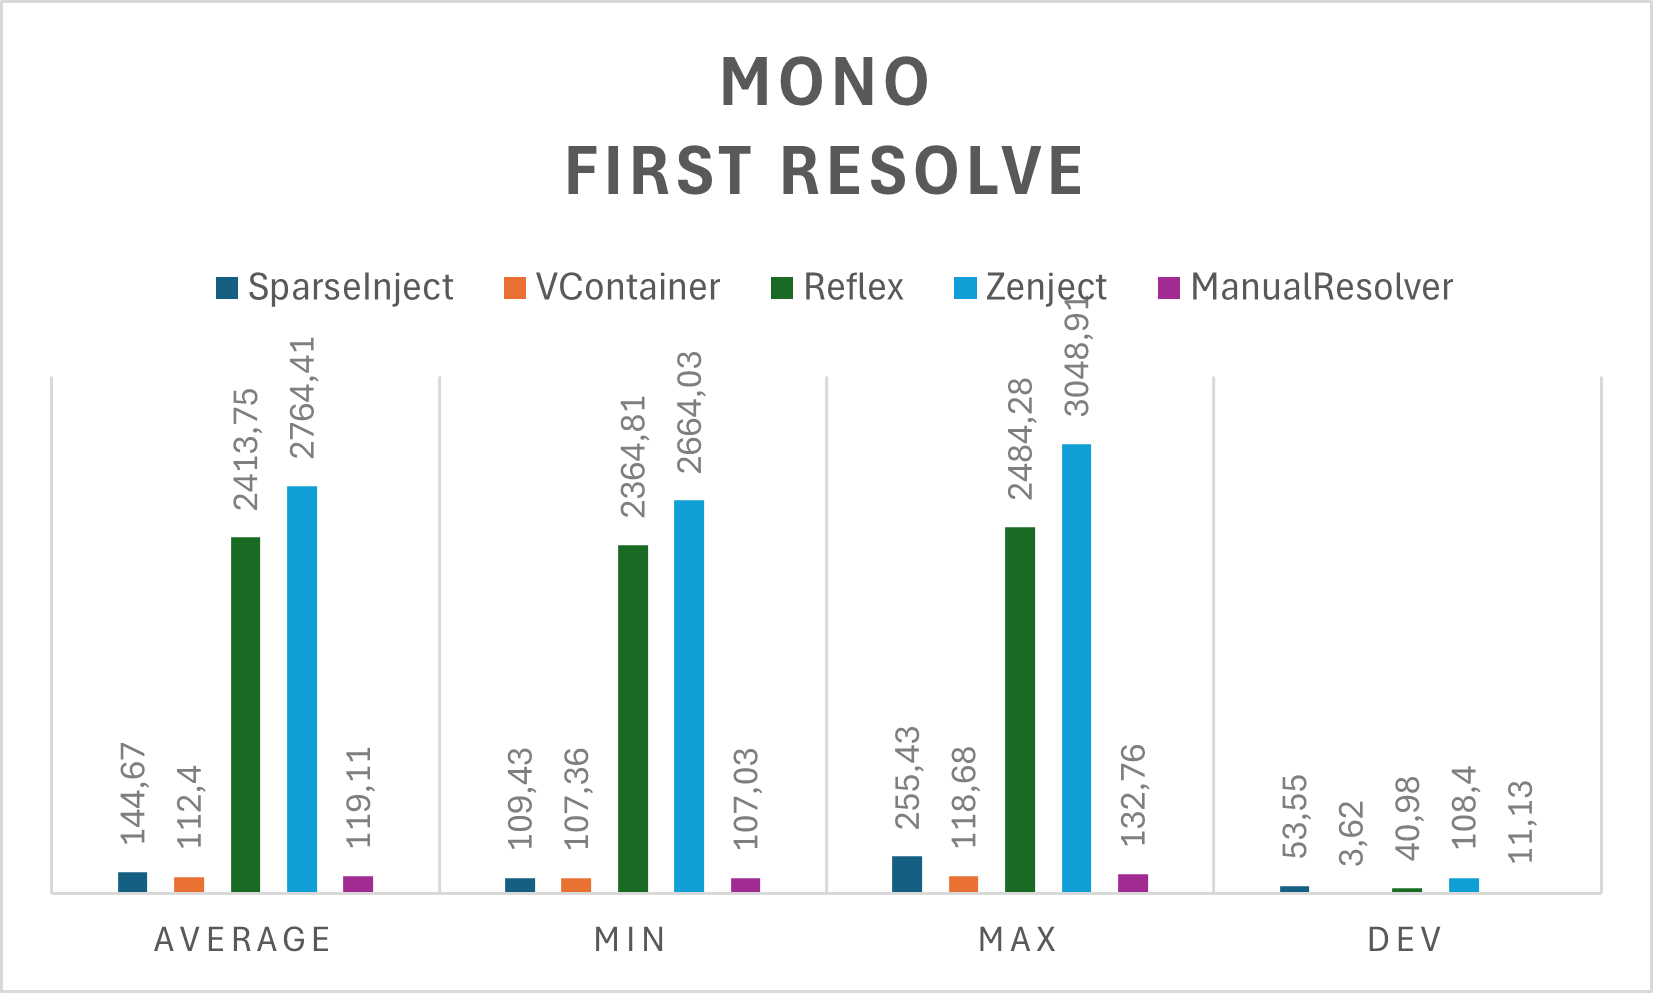 MONO
FIRST RESOLVE
SparseInject VContainer Reflex Zenject ManualResolver
144,67 112,4 2413,75 2764,41 119,11
109,43 107,36 2364,81 2664,03 107,03
255,43 118,68 2484,28 3048,91 132,76
53,55 3,62 40,98 108,4 11,13
AVERAGE MIN MAX DEV